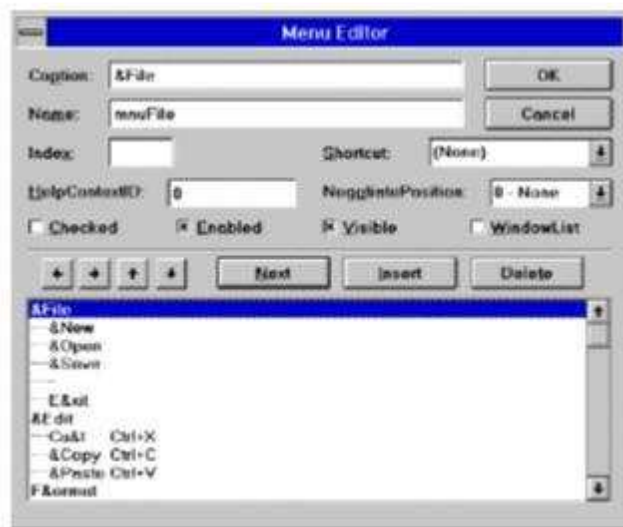 Menu Editor
Caption: &File OK
Name: mnuFile Cancel
Index: Shortcut: (None)
HelpContextID: 0 NegotiatePosition: 0 - None
Checked Enabled Visible WindowList
Next Insert Delete
&File
&New
&Open
&Save
-
E&xit
&Edit
Cu&t Ctrl+X
&Copy Ctrl+C
&Paste Ctrl+V
F&ormat